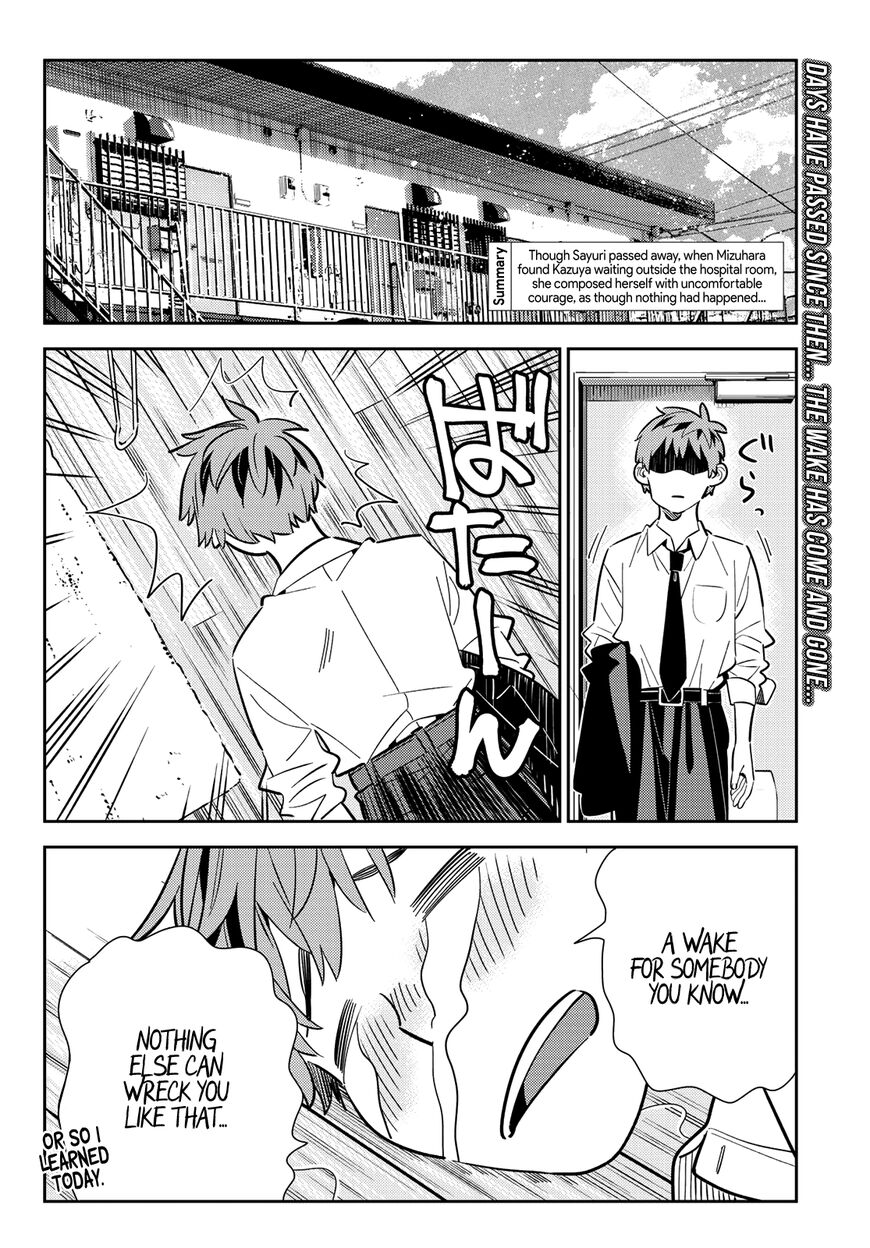 DAYS HAVE PASSED SINCE THEN... THE WAKE HAS COME AND GONE...
Summary
Though Sayuri passed away, when Mizuhara
found Kazuya waiting outside the hospital room,
she composed herself with uncomfortable
courage, as though nothing had happened...
ぐら
ばたーん
A WAKE
FOR SOMEBODY
YOU KNOW...
NOTHING
ELSE CAN
WRECK YOU
LIKE THAT...
OR SO I
LEARNED
TODAY.